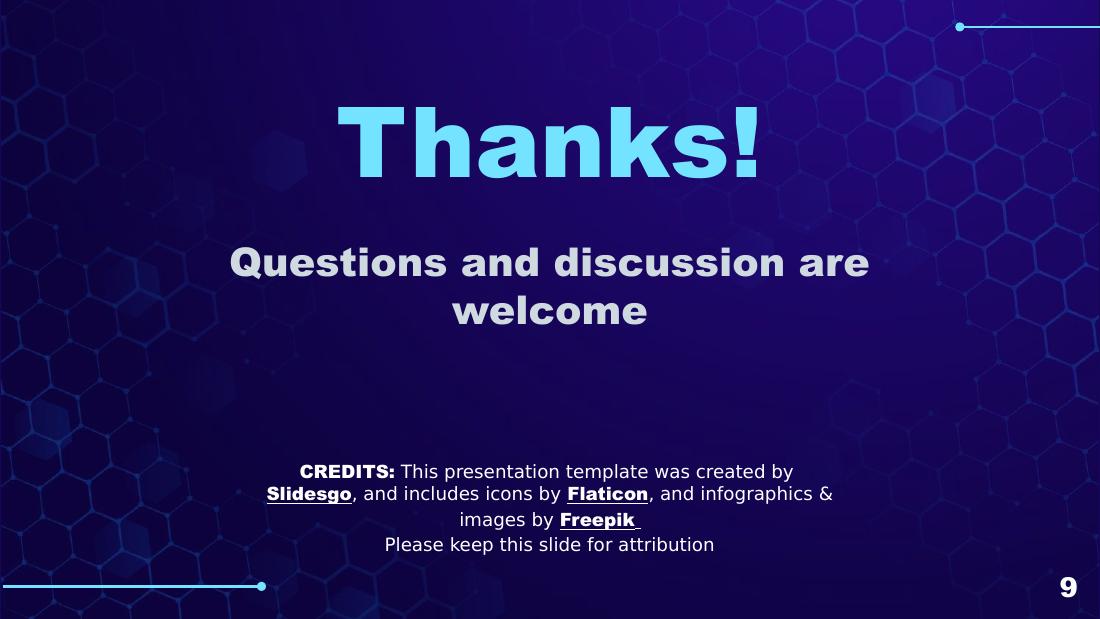 Thanks!
Questions and discussion are
welcome
CREDITS: This presentation template was created by
Slidesgo, and includes icons by Flaticon, and infographics &
images by Freepik
Please keep this slide for attribution
9